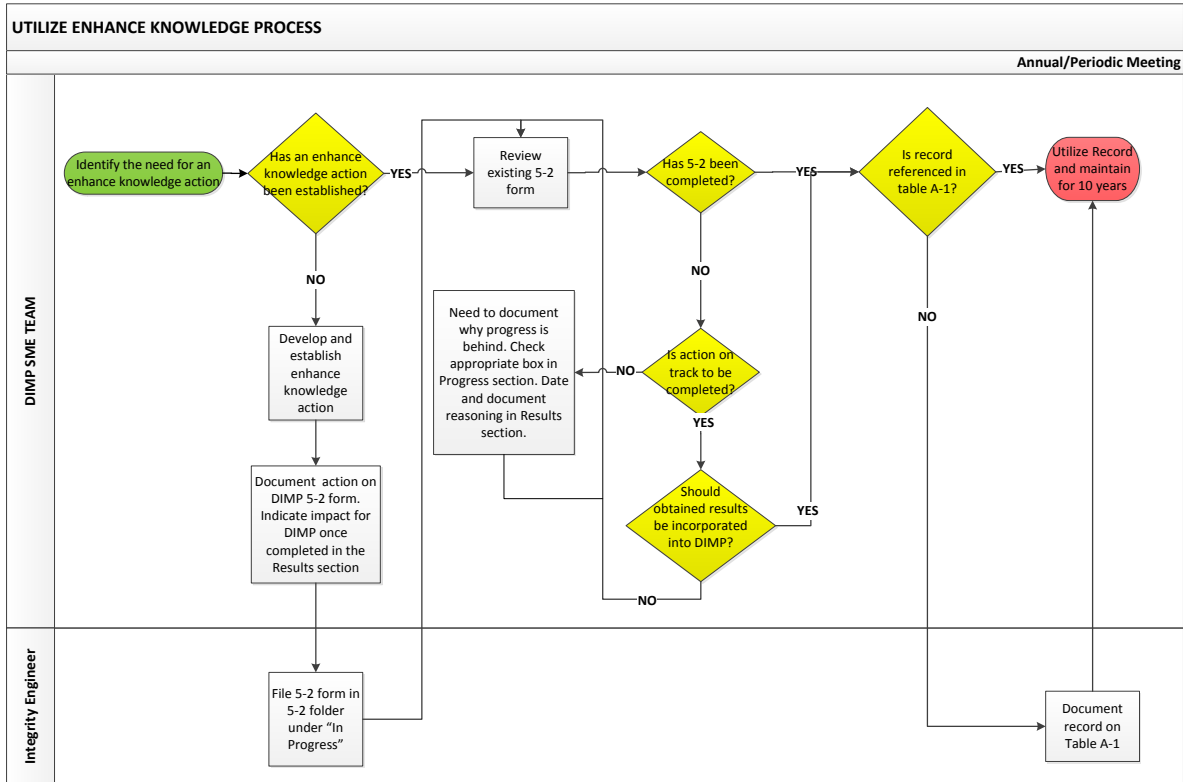 UTILIZE ENHANCE KNOWLEDGE PROCESS
Annual/Periodic Meeting
DIMP SME TEAM
Identify the need for an
enhance knowledge action
Has an enhance
knowledge action
been established?
YES
Review
existing 5-2
form
Has 5-2 been
completed?
YES
Is record
referenced in
table A-1?
YES
Utilize Record
and maintain
for 10 years
NO
Develop and
establish
enhance
knowledge
action
Document action on
DIMP 5-2 form.
Indicate impact for
DIMP once
completed in the
Results section
NO
Is action on
track to be
completed?
NO
Need to document
why progress is
behind. Check
appropriate box in
Progress section. Date
and document
reasoning in Results
section.
YES
Should
obtained results
be incorporated
into DIMP?
YES
NO
NO
Integrity Engineer
File 5-2 form in
5-2 folder
under “In
Progress”
Document
record on
Table A-1